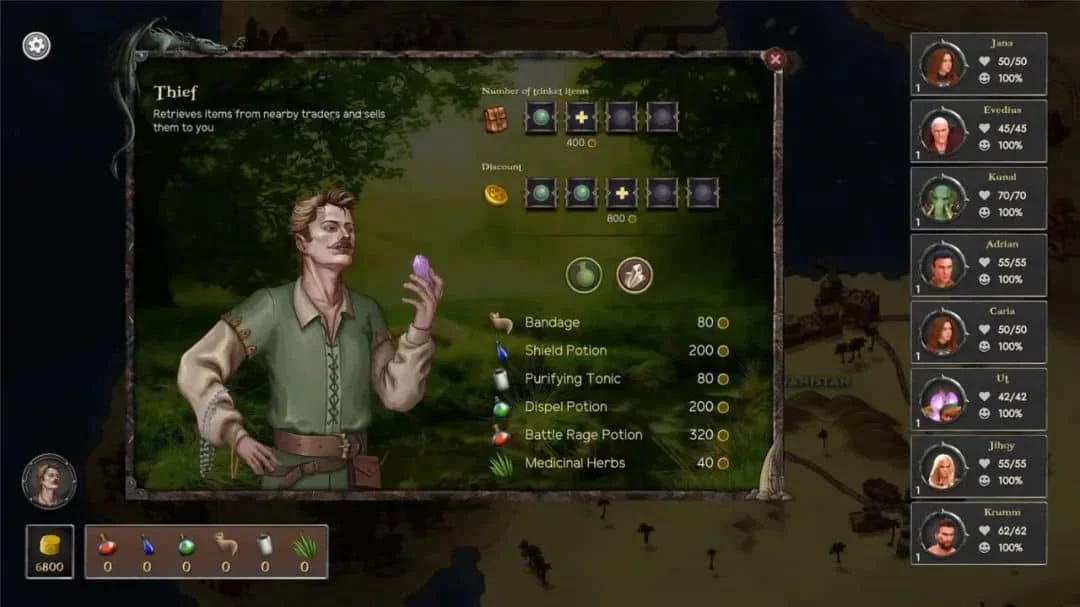 Thief
Retrieves items from nearby traders and sells
them to you
Number of trinket items
400
Discount
800
Bandage 80
Shield Potion 200
Purifying Tonic 80
Dispel Potion 200
Battle Rage Potion 320
Medicinal Herbs 40
6800
0 0 0 0 0 0
Jana
50/50
100%
1
Evedius
45/45
100%
1
Kunal
70/70
100%
1
Adrian
55/55
100%
1
Carla
50/50
100%
1
Ut
42/42
100%
1
Jihoy
55/55
100%
1
Krumm
62/62
100%
1